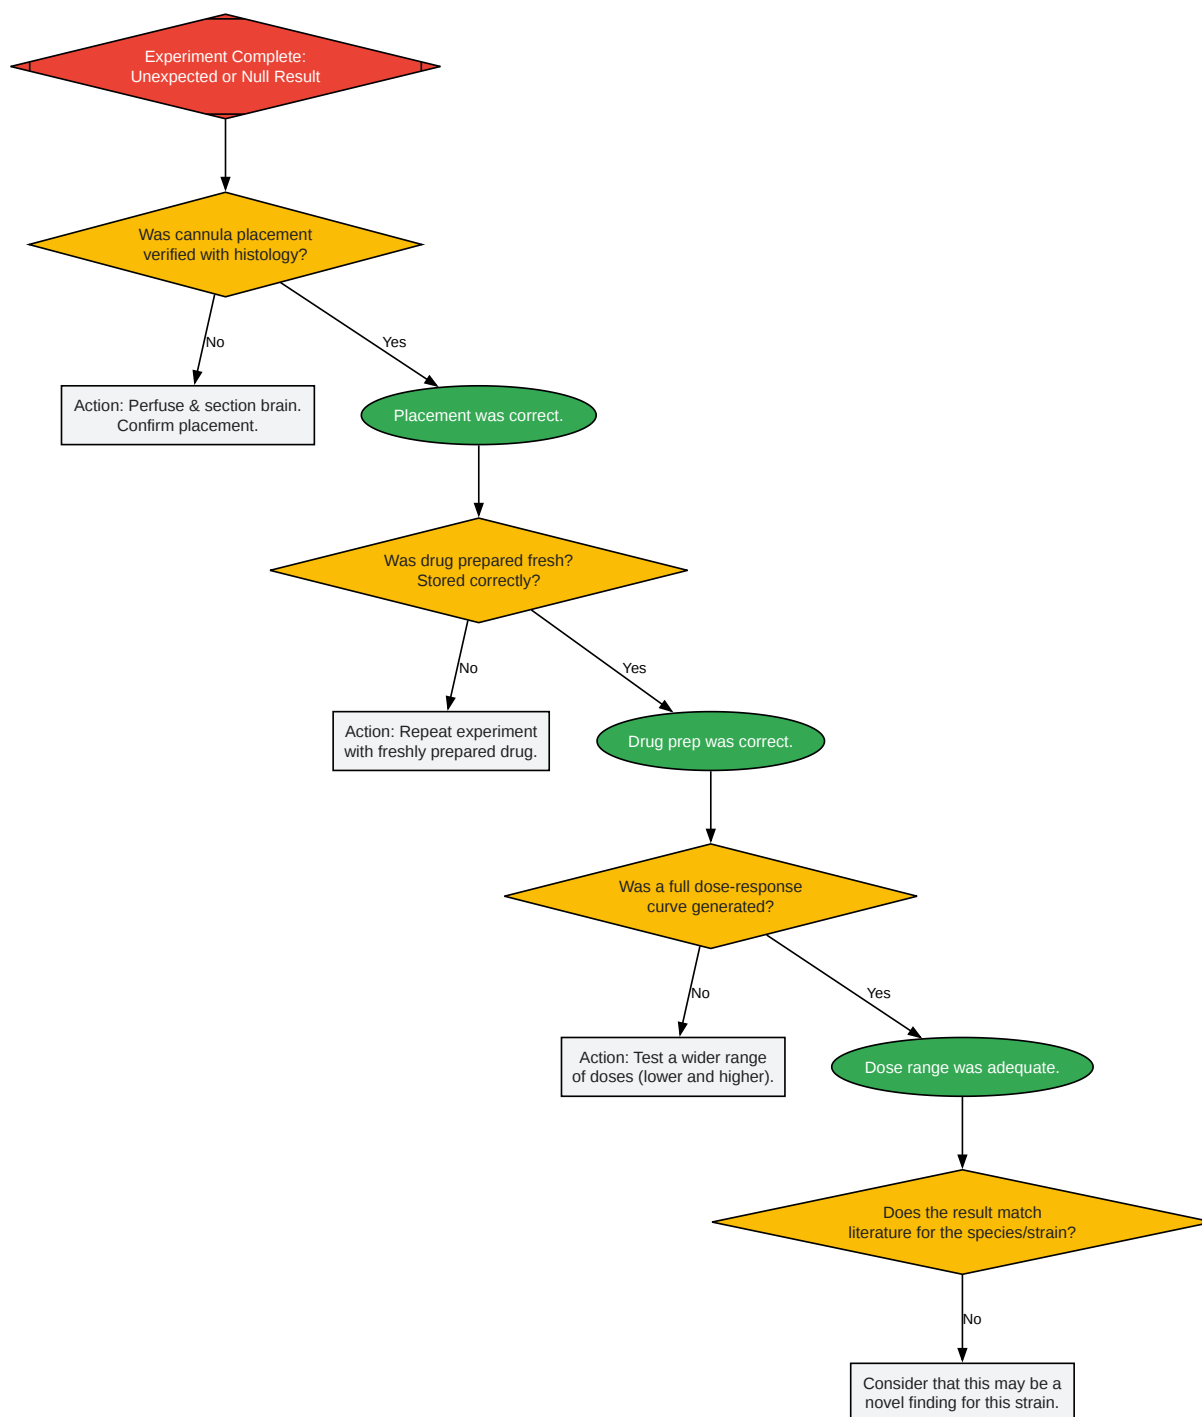 Experiment Complete:
Unexpected or Null Result
Was cannula placement
verified with histology?
No
Yes
Action: Perfuse & section brain.
Confirm placement.
Placement was correct.
Was drug prepared fresh?
Stored correctly?
No
Yes
Action: Repeat experiment
with freshly prepared drug.
Drug prep was correct.
Was a full dose-response
curve generated?
No
Yes
Action: Test a wider range
of doses (lower and higher).
Dose range was adequate.
Does the result match
literature for the species/strain?
No
Consider that this may be a
novel finding for this strain.